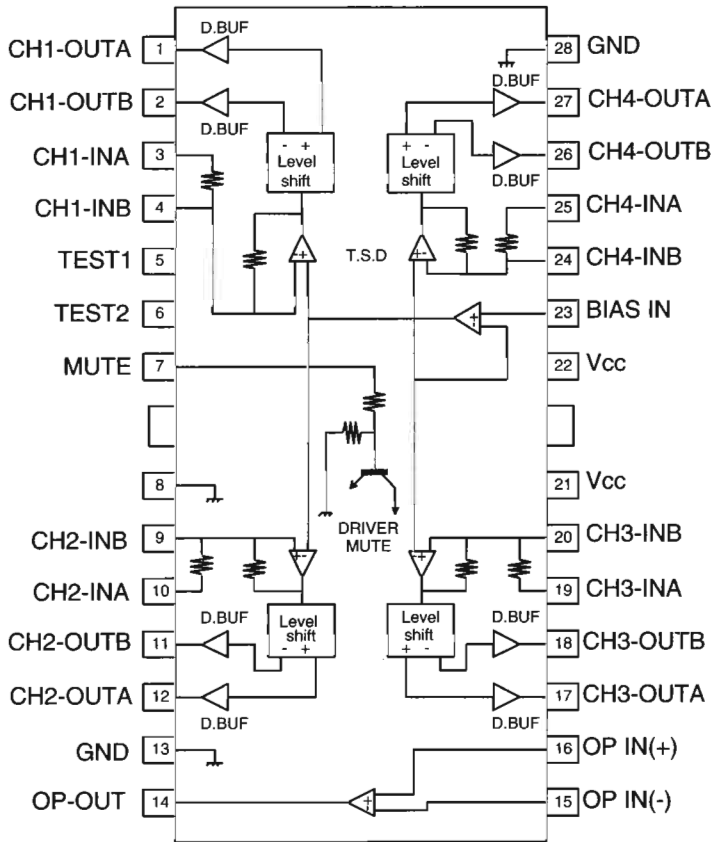 CH1-OUTA 1 D.BUF 28 GND
CH1-OUTB 2 D.BUF D.BUF 27 CH4-OUTA
CH1-INA 3 - + Level shift + - Level shift 26 CH4-OUTB
D.BUF
CH1-INB 4 25 CH4-INA
TEST1 5 - + T.S.D + - 24 CH4-INB
TEST2 6 + - 23 BIAS IN
MUTE 7 22 Vcc
8 21 Vcc
DRIVER MUTE
CH2-INB 9 + - + - 20 CH3-INB
CH2-INA 10 19 CH3-INA
D.BUF Level shift - + Level shift + - D.BUF
CH2-OUTB 11 18 CH3-OUTB
CH2-OUTA 12 17 CH3-OUTA
D.BUF D.BUF
GND 13 16 OP IN(+)
OP-OUT 14 + - 15 OP IN(-)